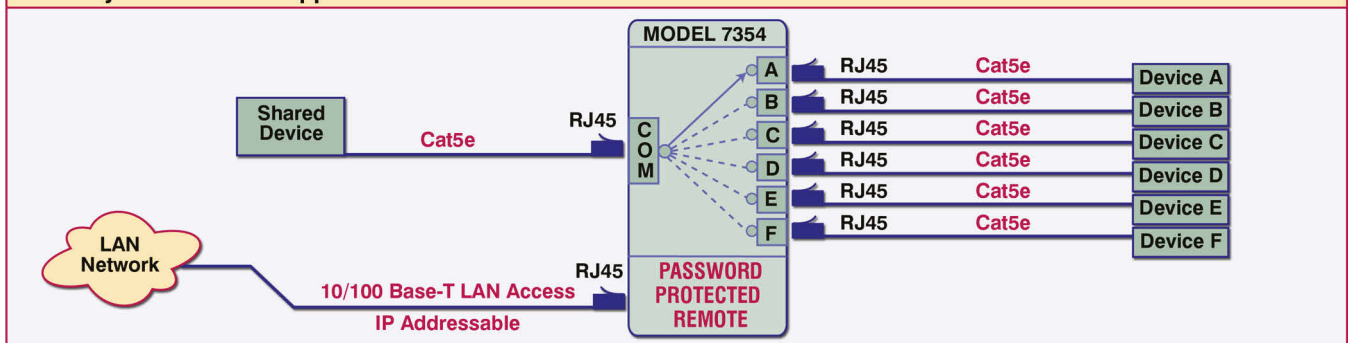 MODEL 7354
Shared
Device
Cat5e
RJ45
COM
A
RJ45
Cat5e
Device A
B
RJ45
Cat5e
Device B
C
RJ45
Cat5e
Device C
D
RJ45
Cat5e
Device D
E
RJ45
Cat5e
Device E
F
RJ45
Cat5e
Device F
LAN
Network
10/100 Base-T LAN Access
IP Addressable
RJ45
PASSWORD
PROTECTED
REMOTE